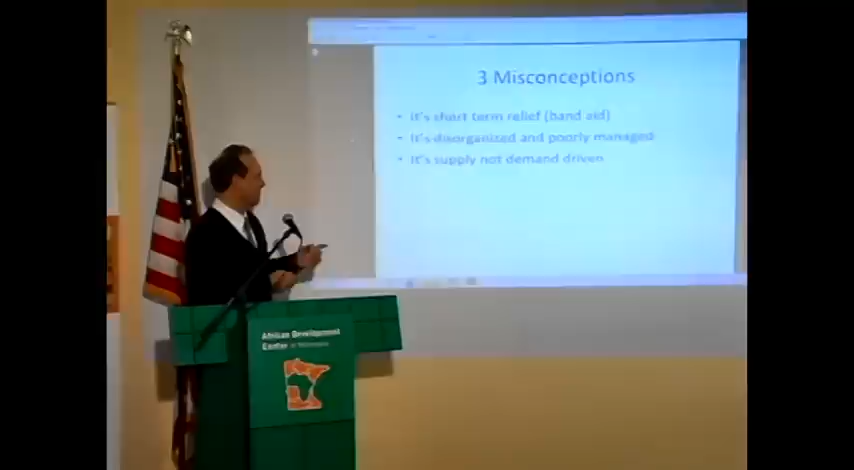 3 Misconceptions
• It's short term relief (band aid)
• It's disorganized and poorly managed
• It's supply not demand driven
African Development
Center